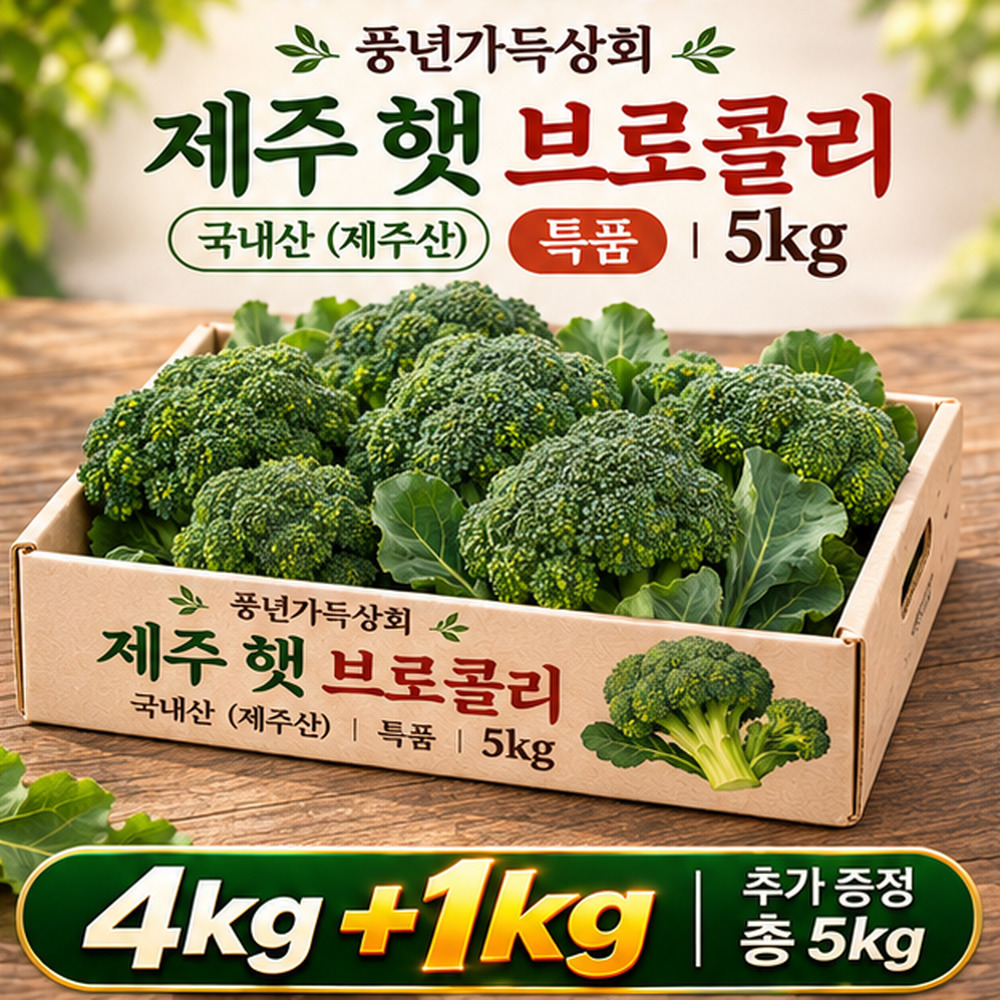 풍년가득상회
제주 햇 브로콜리
국내산 (제주산) 특품 | 5kg
풍년가득상회
제주 햇 브로콜리
국내산 (제주산) | 특품 | 5kg
4kg +1kg | 추가 증정
총 5kg